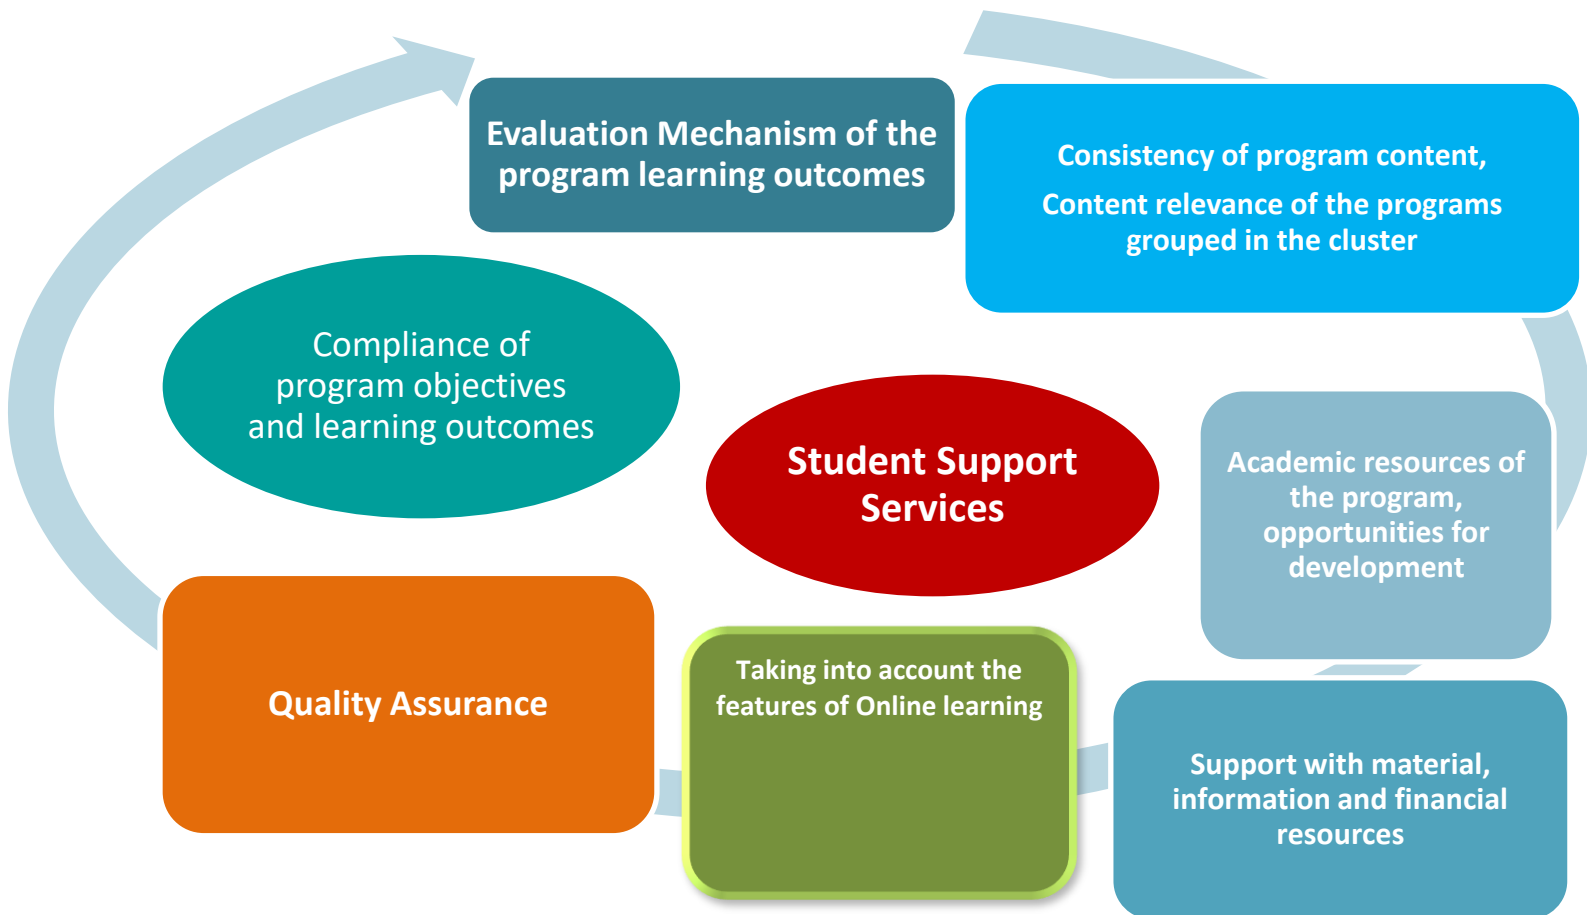 Evaluation Mechanism of the
program learning outcomes
Consistency of program content,
Content relevance of the programs
grouped in the cluster
Compliance of
program objectives
and learning outcomes
Student Support
Services
Academic resources of
the program,
opportunities for
development
Quality Assurance
Taking into account the
features of Online learning
Support with material,
information and financial
resources